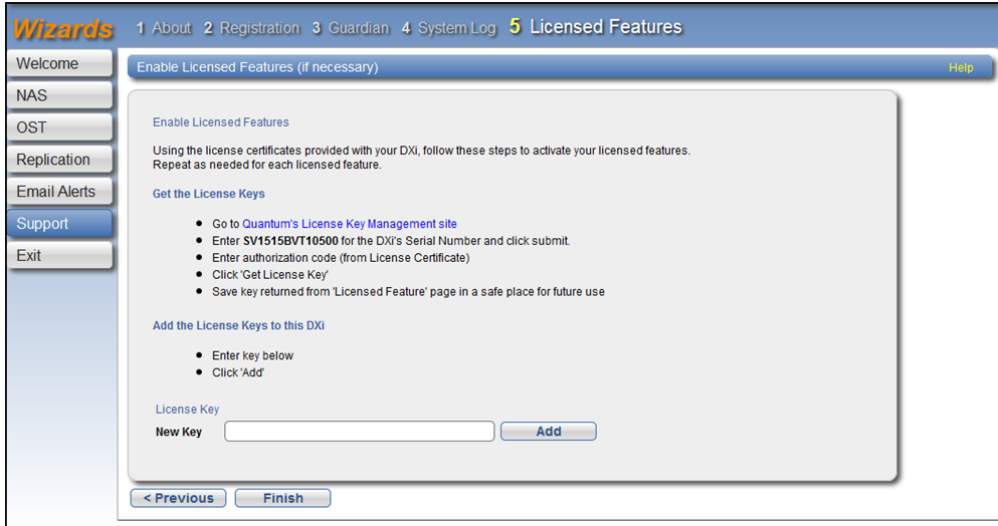 Wizards
1 About 2 Registration 3 Guardian 4 System Log 5 Licensed Features
Welcome
NAS
OST
Replication
Email Alerts
Support
Exit
Enable Licensed Features (if necessary)
Help
Enable Licensed Features
Using the license certificates provided with your DXi, follow these steps to activate your licensed features.
Repeat as needed for each licensed feature.
Get the License Keys
Go to Quantum's License Key Management site
Enter SV1515BVT10500 for the DXi's Serial Number and click submit.
Enter authorization code (from License Certificate)
Click 'Get License Key'
Save key returned from 'Licensed Feature' page in a safe place for future use
Add the License Keys to this DXi
Enter key below
Click 'Add'
License Key
New Key
Add
< Previous
Finish